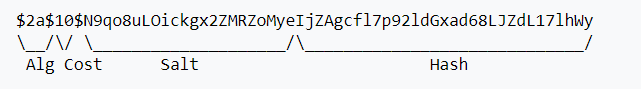 $2a$10$N9qo8uLOickgx2ZMRZoMyeIjZAgcfl7p92ldGxad68LJZdL17lhWy
\__/\/ \____________________/\_____________________________/
Alg Cost Salt Hash